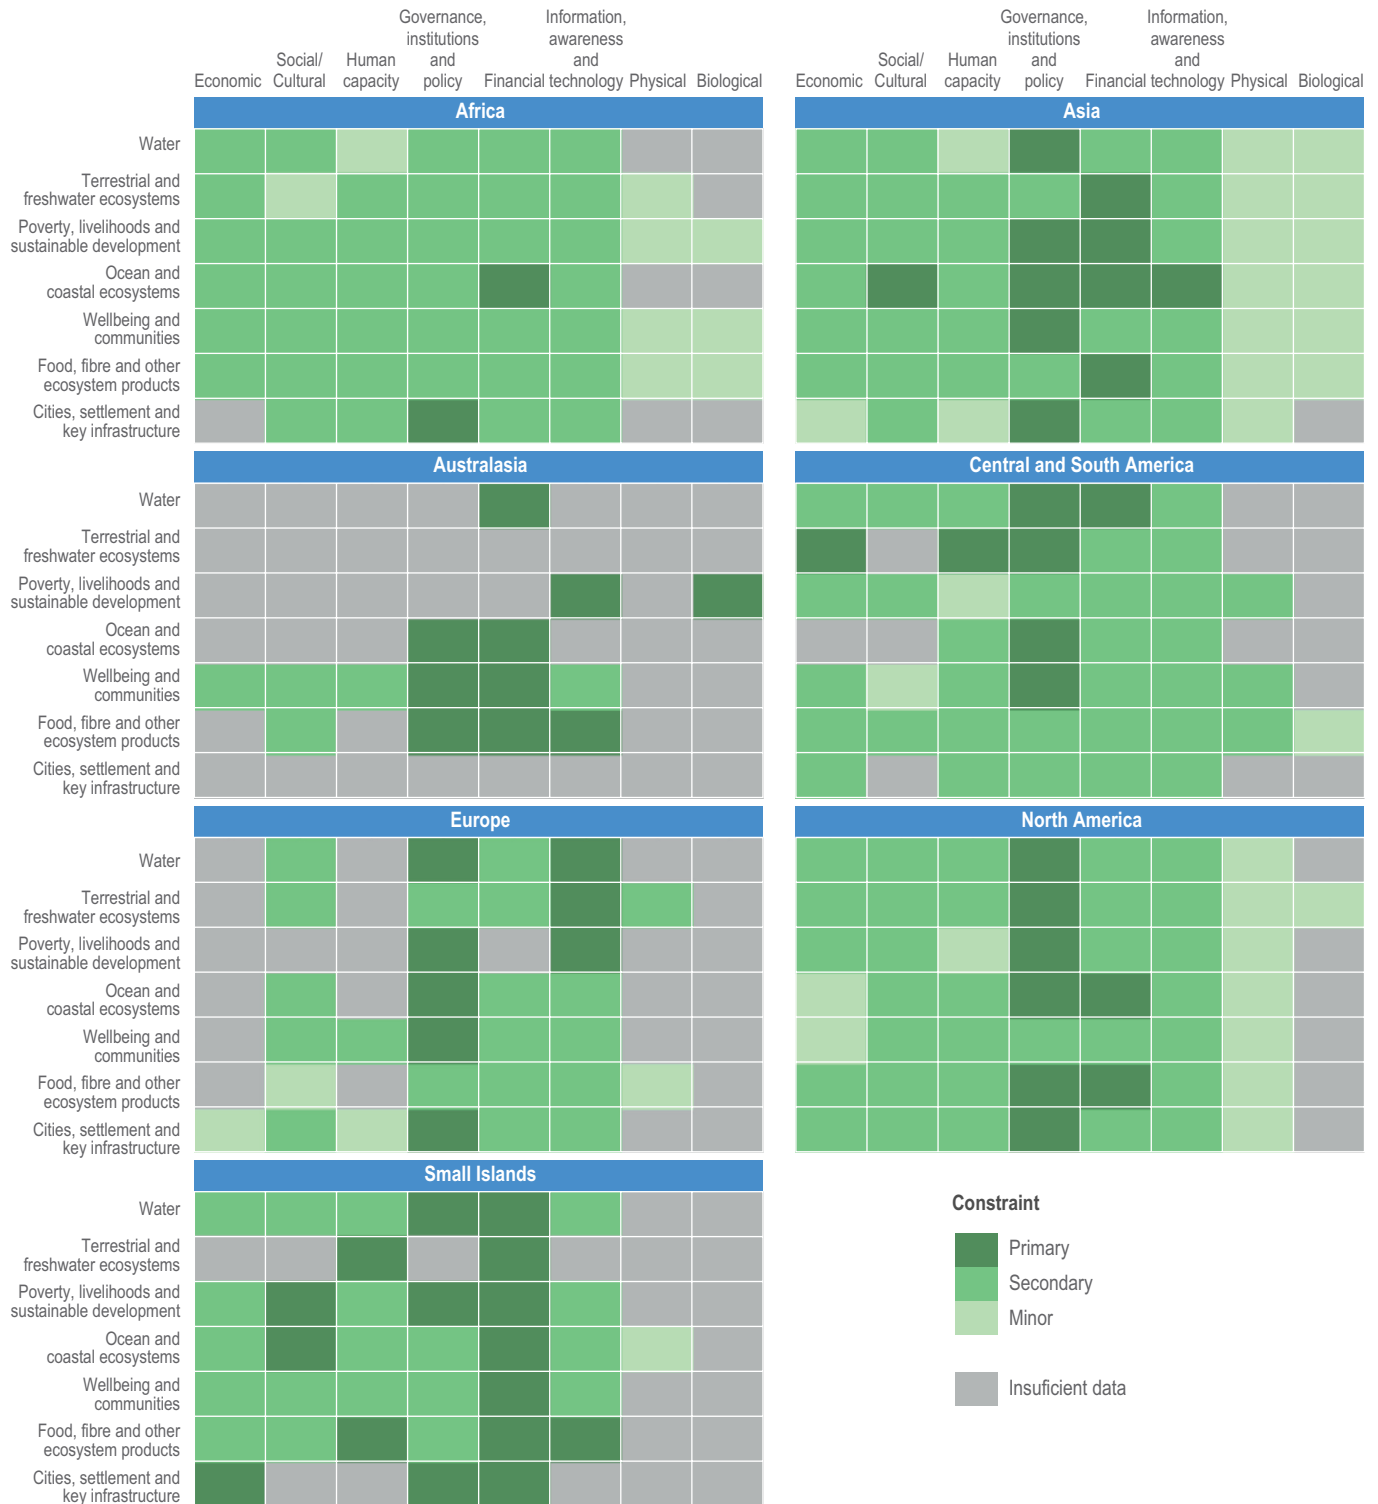 Economic
Social/
Cultural
Human
capacity
Governance,
institutions
and
policy
Financial
Information,
awareness
and
technology
Physical
Biological
Economic
Social/
Cultural
Human
capacity
Governance,
institutions
and
policy
Financial
Information,
awareness
and
technology
Physical
Biological
Africa
Asia
Water
Terrestrial and
freshwater ecosystems
Poverty, livelihoods and
sustainable development
Ocean and
coastal ecosystems
Wellbeing and
communities
Food, fibre and other
ecosystem products
Cities, settlement and
key infrastructure
Australasia
Central and South America
Water
Terrestrial and
freshwater ecosystems
Poverty, livelihoods and
sustainable development
Ocean and
coastal ecosystems
Wellbeing and
communities
Food, fibre and other
ecosystem products
Cities, settlement and
key infrastructure
Europe
North America
Water
Terrestrial and
freshwater ecosystems
Poverty, livelihoods and
sustainable development
Ocean and
coastal ecosystems
Wellbeing and
communities
Food, fibre and other
ecosystem products
Cities, settlement and
key infrastructure
Small Islands
Water
Terrestrial and
freshwater ecosystems
Poverty, livelihoods and
sustainable development
Ocean and
coastal ecosystems
Wellbeing and
communities
Food, fibre and other
ecosystem products
Cities, settlement and
key infrastructure
Constraint
Primary
Secondary
Minor
Insuficient data